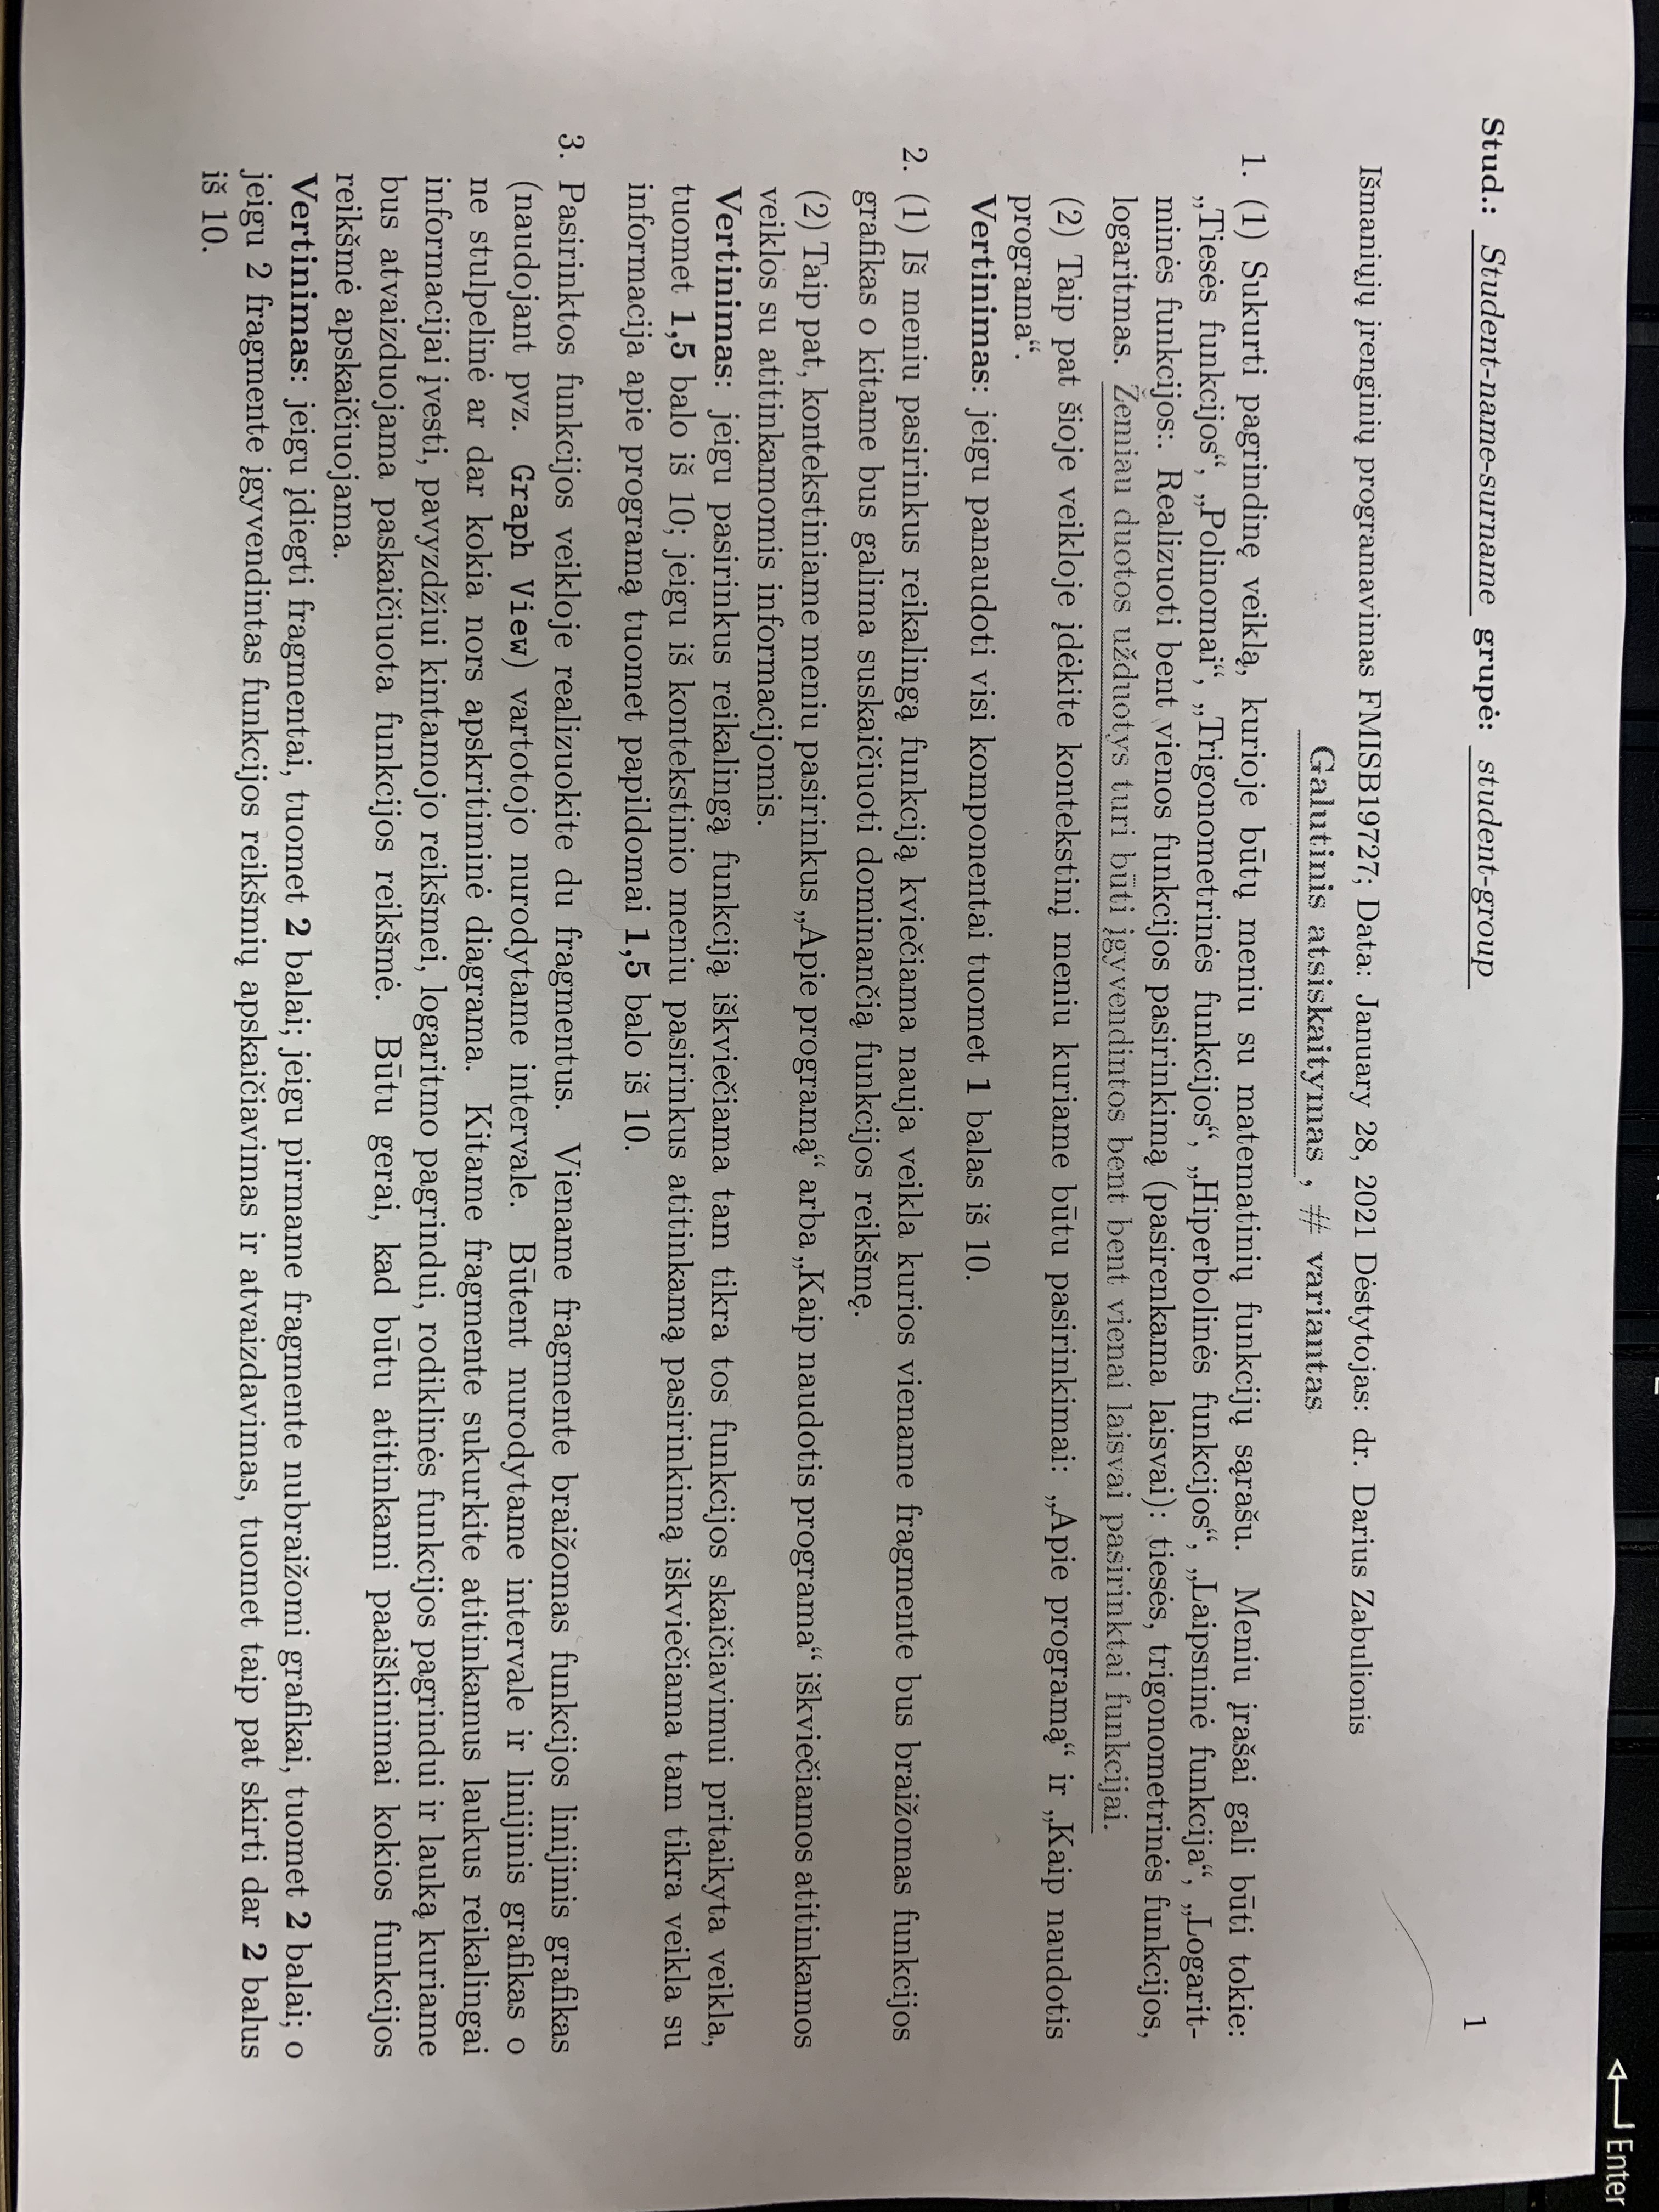 Enter
Stud.: Student-name-surname grupė: student-group
1
Išmaniųjų įrenginių programavimas FMISB19727; Data: January 28, 2021 Dėstytojas: dr. Darius Zabulionis
Galutinis atsiskaitymas , # variantas
1. (1) Sukurti pagrindinę veiklą, kurioje būtų meniu su matematinių funkcijų sąrašu. Meniu įrašai gali būti tokie:
„Tiesės funkcijos“, „Polinomai“, „Trigonometrinės funkcijos“, „Hiperbolinės funkcijos“, „Laipsninė funkcija“, „Logarit-
minės funkcijos:. Realizuoti bent vienos funkcijos pasirinkimą (pasirenkama laisvai): tiesės, trigonometrinės funkcijos,
logaritmas. Žemiau duotos užduotys turi būti įgyvendintos bent bent vienai laisvai pasirinktai funkcijai.
(2) Taip pat šioje veikloje įdėkite kontekstinį meniu kuriame būtu pasirinkimai: „Apie programą“ ir „Kaip naudotis
programa“.
Vertinimas: jeigu panaudoti visi komponentai tuomet 1 balas iš 10.
2. (1) Iš meniu pasirinkus reikalingą funkciją kviečiama nauja veikla kurios viename fragmente bus braižomas funkcijos
grafikas o kitame bus galima suskaičiuoti dominančią funkcijos reikšmę.
(2) Taip pat, kontekstiniame meniu pasirinkus „Apie programą“ arba „Kaip naudotis programa“ iškviečiamos atitinkamos
veiklos su atitinkamomis informacijomis.
Vertinimas: jeigu pasirinkus reikalingą funkciją iškviečiama tam tikra tos funkcijos skaičiavimui pritaikyta veikla,
tuomet 1,5 balo iš 10; jeigu iš kontekstinio meniu pasirinkus atitinkamą pasirinkimą iškviečiama tam tikra veikla su
informacija apie programą tuomet papildomai 1,5 balo iš 10.
3. Pasirinktos funkcijos veikloje realizuokite du fragmentus. Viename fragmente braižomas funkcijos linijinis grafikas
(naudojant pvz. Graph View) vartotojo nurodytame intervale. Būtent nurodytame intervale ir linijinis grafikas o
ne stulpelinė ar dar kokia nors apskritiminė diagrama. Kitame fragmente sukurkite atitinkamus laukus reikalingai
informacijai įvesti, pavyzdžiui kintamojo reikšmei, logaritmo pagrindui, rodiklinės funkcijos pagrindui ir lauką kuriame
bus atvaizduojama paskaičiuota funkcijos reikšmė. Būtu gerai, kad būtu atitinkami paaiškinimai kokios funkcijos
reikšmė apskaičiuojama.
Vertinimas: jeigu įdiegti fragmentai, tuomet 2 balai; jeigu pirmame fragmente nubraižomi grafikai, tuomet 2 balai; o
jeigu 2 fragmente įgyvendintas funkcijos reikšmių apskaičiavimas ir atvaizdavimas, tuomet taip pat skirti dar 2 balus
iš 10.